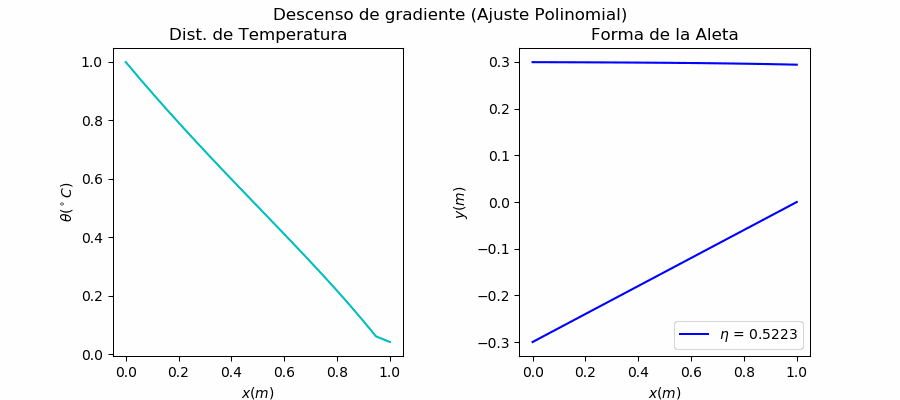 Descenso de gradiente (Ajuste Polinomial)
Dist. de Temperatura
1.0
0.8
0.6
0.4
0.2
0.0
θ(°C)
0.0 0.2 0.4 0.6 0.8 1.0
x(m)
Forma de la Aleta
0.3
0.2
0.1
0.0
−0.1
−0.2
−0.3
y(m)
η = 0.5223
0.0 0.2 0.4 0.6 0.8 1.0
x(m)